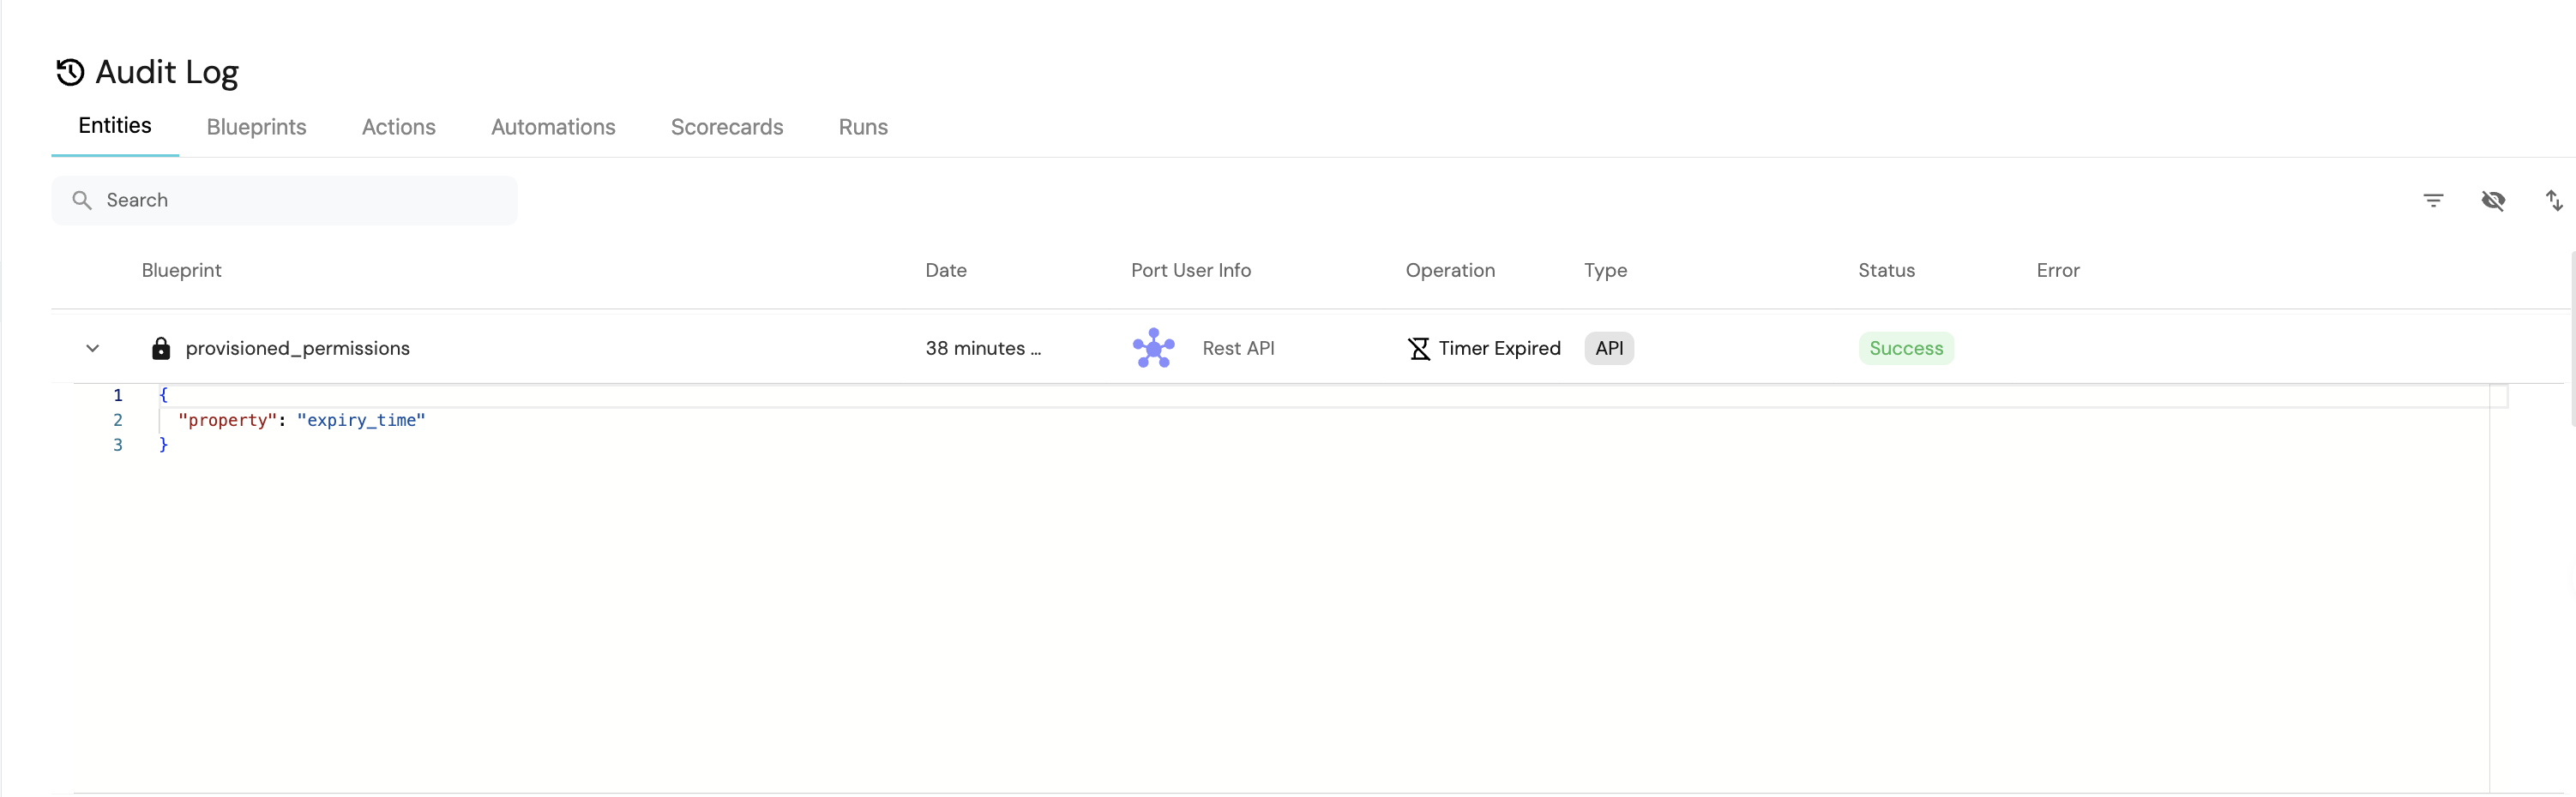 Audit Log
Entities Blueprints Actions Automations Scorecards Runs
Search
Blueprint Date Port User Info Operation Type Status Error
provisioned_permissions 38 minutes ... Rest API Timer Expired API Success
1 {
2 "property": "expiry_time"
3 }